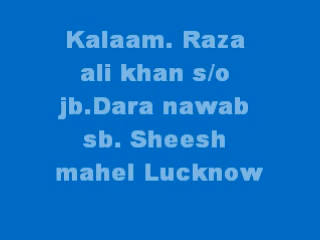 Kalaam. Raza
ali khan s/o
jb.Dara nawab
sb. Sheesh
mahel Lucknow